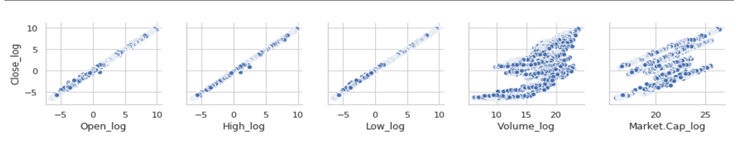 Close_log
10
5
0
−5
−5 0 5 10
−5 0 5 10
−5 0 5 10
10 15 20
20 25
Open_log
High_log
Low_log
Volume_log
Market.Cap_log